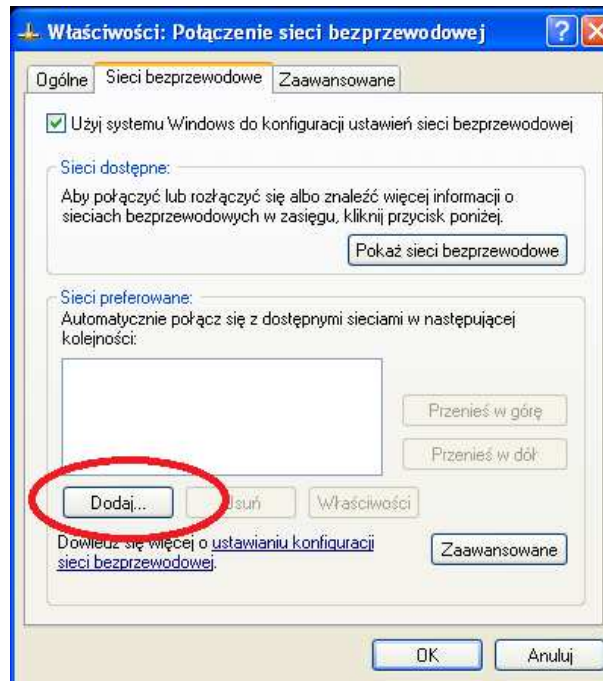 Właściwości: Połączenie sieci bezprzewodowej
Ogólne Sieci bezprzewodowe Zaawansowane
Użyj systemu Windows do konfiguracji ustawień sieci bezprzewodowej
Sieci dostępne:
Aby połączyć lub rozłączyć się albo znaleźć więcej informacji o
sieciach bezprzewodowych w zasięgu, kliknij przycisk poniżej.
Pokaż sieci bezprzewodowe
Sieci preferowane:
Automatycznie połącz się z dostępnymi sieciami w następującej
kolejności:
Przenieś w górę
Przenieś w dół
Dodaj... Usuń Właściwości
Dowiedz się więcej o ustawianiu konfiguracji
sieci bezprzewodowej.
Zaawansowane
OK Anuluj